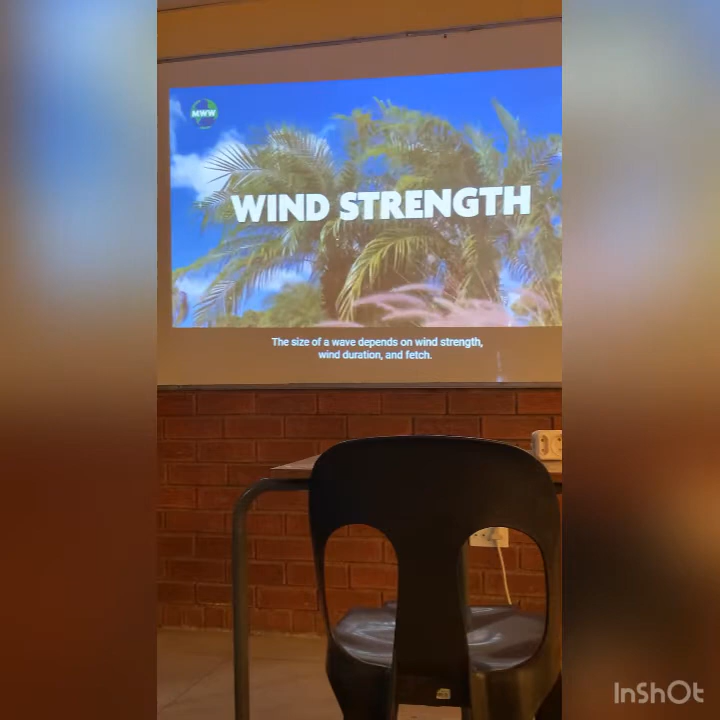 MWW
WIND STRENGTH
The size of a wave depends on wind strength,
wind duration, and fetch.
InShOt